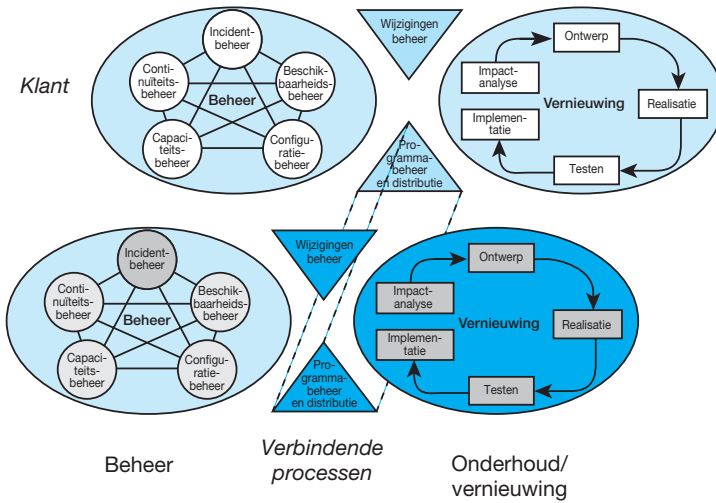 Klant
Incident-
beheer
Conti-
nuïteits-
beheer
Beschik-
baarheids-
beheer
Beheer
Capaci-
teits-
beheer
Configu-
ratie-
beheer
Wijzigingen
beheer
Pro-
gramma-
beheer
en distributie
Ontwerp
Impact-
analyse
Vernieuwing
Realisatie
Implemen-
tatie
Testen
Incident-
beheer
Conti-
nuïteits-
beheer
Beschik-
baarheids-
beheer
Beheer
Capaci-
teits-
beheer
Configu-
ratie-
beheer
Wijzigingen
beheer
Pro-
gramma-
beheer
en distributie
Ontwerp
Impact-
analyse
Vernieuwing
Realisatie
Implemen-
tatie
Testen
Beheer
Verbindende
processen
Onderhoud/
vernieuwing